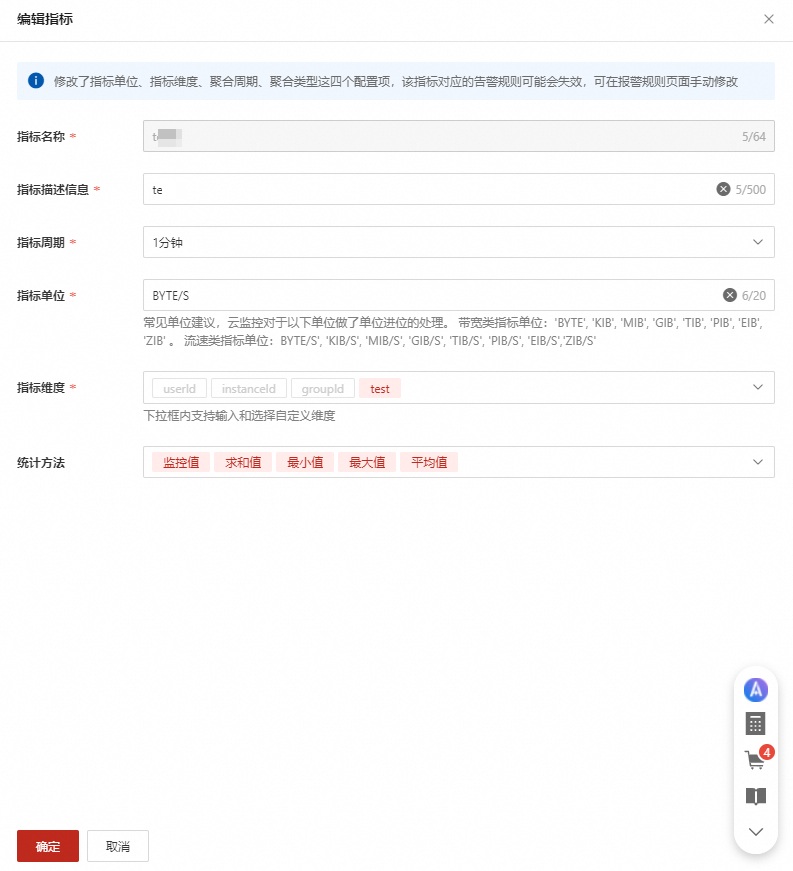 编辑指标
修改了指标单位、指标维度、聚合周期、聚合类型这四个配置项，该指标对应的告警规则可能会失效，可在报警规则页面手动修改
指标名称 *
5/64
指标描述信息 * te 5/500
指标周期 * 1分钟
指标单位 * BYTE/S 6/20
常见单位建议，云监控对于以下单位做了单位进位的处理。 带宽类指标单位：'BYTE', 'KIB', 'MIB', 'GIB', 'TIB', 'PIB', 'EIB',
'ZIB' 。 流速类指标单位：BYTE/S', 'KIB/S', 'MIB/S', 'GIB/S', 'TIB/S', 'PIB/S', 'EIB/S','ZIB/S'
指标维度 * userId instanceId groupId test
下拉框内支持输入和选择自定义维度
统计方法 监控值 求和值 最小值 最大值 平均值
4
确定 取消